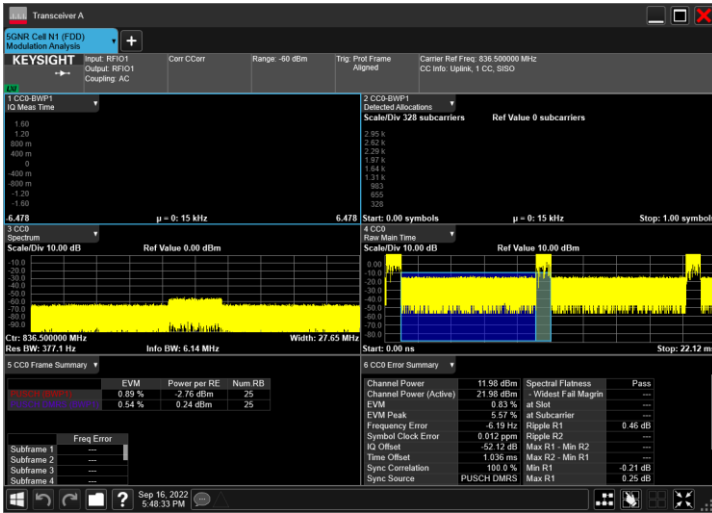 Transceiver A
5GNR Cell N1 (FDD)
Modulation Analysis
KEYSIGHT
Input: RFIO1
Output: RFIO1
Coupling: AC
Corr CCorr
Range: -60 dBm
Trig: Prot Frame
Aligned
Carrier Ref Freq: 836.500000 MHz
CC Info: Uplink, 1 CC, SISO
1 CC0-BWP1
IQ Meas Time
1.60
1.20
800 m
400 m
0
-400 m
-800 m
-1.20
-1.60
-6.478
µ = 0: 15 kHz
6.478
2 CC0-BWP1
Detected Allocations
Scale/Div 328 subcarriers
Ref Value 0 subcarriers
2.95 k
2.62 k
2.29 k
1.97 k
1.64 k
1.31 k
983
655
328
Start: 0.00 symbols
µ = 0: 15 kHz
Stop: 1.00 symbol
3 CC0
Spectrum
Scale/Div 10.00 dB
Ref Value 0.00 dBm
-10.0
-20.0
-30.0
-40.0
-50.0
-60.0
-70.0
-80.0
-90.0
Ctr: 836.50000 MHz
Width: 27.65 MHz
Res BW: 377.1 Hz
Info BW: 6.14 MHz
4 CC0
Raw Main Time
Scale/Div 10.00 dB
Ref Value 10.00 dBm
0.00
-10.0
-20.0
-30.0
-40.0
-50.0
-60.0
-70.0
-80.0
Start: 0.00 ns
Stop: 22.12 m
5 CC0 Frame Summary
EVM Power per RE Num.RB
0.89 % -2.76 dBm 25
0.54 % 0.24 dBm 25
Freq Error
Subframe 1 ---
Subframe 2 ---
Subframe 3 ---
Subframe 4 ---
6 CC0 Error Summary
Channel Power 11.98 dBm Spectral Flatness Pass
Channel Power (Active) 21.98 dBm - Widest Fail Magrin ---
EVM 0.83 % at Slot ---
EVM Peak 5.57 % at Subarrier ---
Frequency Error -6.19 Hz Ripple R1 0.46 dB
Symbol Clock Error 0.012 ppm Ripple R2 ---
IQ Offset -52.12 dB Max R1 - Min R2 ---
Time Offset 1.036 ms Max R2 - Min R1 ---
Sync Correlation 100.0 % Min R1 -0.21 dB
Sync Source PUSCH DMRS Max R1 0.25 dB
Sep 16, 2022
5:48:33 PM